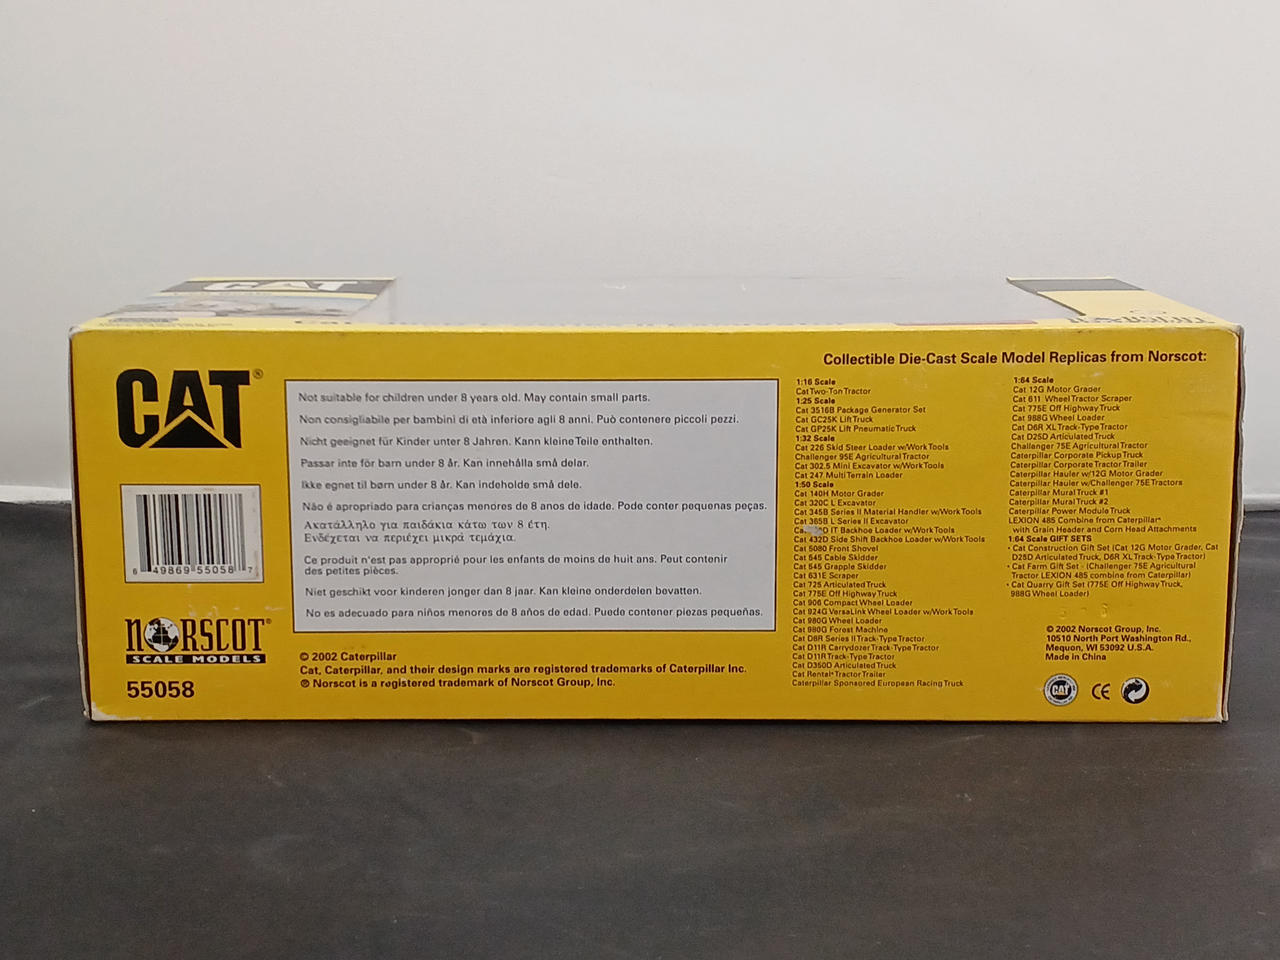 CAT
CAT®
6 49869 55058 7
NORSCOT®
SCALE MODELS
55058
Not suitable for children under 8 years old. May contain small parts.
Non consigliabile per bambini di età inferiore agli 8 anni. Può contenere piccoli pezzi.
Nicht geeignet für Kinder unter 8 Jahren. Kann kleine Teile enthalten.
Passar inte för barn under 8 år. Kan innehålla små delar.
Ikke egnet til børn under 8 år. Kan indeholde små dele.
Não é apropriado para crianças menores de 8 anos de idade. Pode conter pequenas peças.
Ακατάλληλο για παιδάκια κάτω των 8 έτη.
Ενδέχεται να περιέχει μικρά τεμάχια.
Ce produit n'est pas approprié pour les enfants de moins de huit ans. Peut contenir
des petites pièces.
Niet geschikt voor kinderen jonger dan 8 jaar. Kan kleine onderdelen bevatten.
No es adecuado para niños menores de 8 años de edad. Puede contener piezas pequeñas.
© 2002 Caterpillar
Cat, Caterpillar, and their design marks are registered trademarks of Caterpillar Inc.
® Norscot is a registered trademark of Norscot Group, Inc.
Collectible Die-Cast Scale Model Replicas from Norscot:
1:16 Scale
Cat Two-Ton Tractor
1:25 Scale
Cat 3516B Package Generator Set
Cat GC25K Lift Truck
Cat GP25K Lift Pneumatic Truck
1:32 Scale
Cat 226 Skid Steer Loader w/Work Tools
Challenger 95E Agricultural Tractor
Cat 302.5 Mini Excavator w/Work Tools
Cat 247 Multi Terrain Loader
1:50 Scale
Cat 140H Motor Grader
Cat 320C L Excavator
Cat 345B Series II Material Handler w/Work Tools
Cat 365B L Series II Excavator
IT Backhoe Loader w/Work Tools
Cat 432D Side Shift Backhoe Loader w/Work Tools
Cat 5080 Front Shovel
Cat 545 Cable Skidder
Cat 545 Grapple Skidder
Cat 631E Scraper
Cat 725 Articulated Truck
Cat 775E Off Highway Truck
Cat 906 Compact Wheel Loader
Cat 924G VersaLink Wheel Loader w/Work Tools
Cat 980G Wheel Loader
Cat 980G Forest Machine
Cat D8R Series II Track-Type Tractor
Cat D11R Carrydozer Track-Type Tractor
Cat D11R Track-Type Tractor
Cat D350D Articulated Truck
Cat Rental Tractor Trailer
Caterpillar Sponsored European Racing Truck
1:64 Scale
Cat 12G Motor Grader
Cat 611 Wheel Tractor Scraper
Cat 775E Off Highway Truck
Cat 988G Wheel Loader
Cat D6R XL Track-Type Tractor
Cat D25D Articulated Truck
Challenger 75E Agricultural Tractor
Caterpillar Corporate Pickup Truck
Caterpillar Corporate Tractor Trailer
Caterpillar Hauler w/12G Motor Grader
Caterpillar Hauler w/Challenger 75E Tractors
Caterpillar Mural Truck #1
Caterpillar Mural Truck #2
Caterpillar Power Module Truck
LEXION 485 Combine from Caterpillar
with Grain Header and Corn Head Attachments
1:64 Scale GIFT SETS
• Cat Construction Gift Set (Cat 12G Motor Grader, Cat
D25D Articulated Truck, D6R XL Track-Type Tractor)
• Cat Farm Gift Set - (Challenger 75E Agricultural
Tractor LEXION 485 combine from Caterpillar)
• Cat Quarry Gift Set (775E Off Highway Truck,
988G Wheel Loader)
© 2002 Norscot Group, Inc.
10510 North Port Washington Rd.,
Mequon, WI 53092 U.S.A.
Made in China
CAT
CE